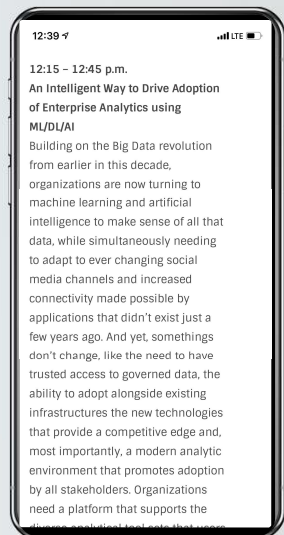 12:39
LTE
12:15 – 12:45 p.m.
An Intelligent Way to Drive Adoption
of Enterprise Analytics using
ML/DL/AI
Building on the Big Data revolution
from earlier in this decade,
organizations are now turning to
machine learning and artificial
intelligence to make sense of all that
data, while simultaneously needing
to adapt to ever changing social
media channels and increased
connectivity made possible by
applications that didn’t exist just a
few years ago. And yet, somethings
don’t change, like the need to have
trusted access to governed data, the
ability to adopt alongside existing
infrastructures the new technologies
that provide a competitive edge and,
most importantly, a modern analytic
environment that promotes adoption
by all stakeholders. Organizations
need a platform that supports the
diverse analytical tool sets that users